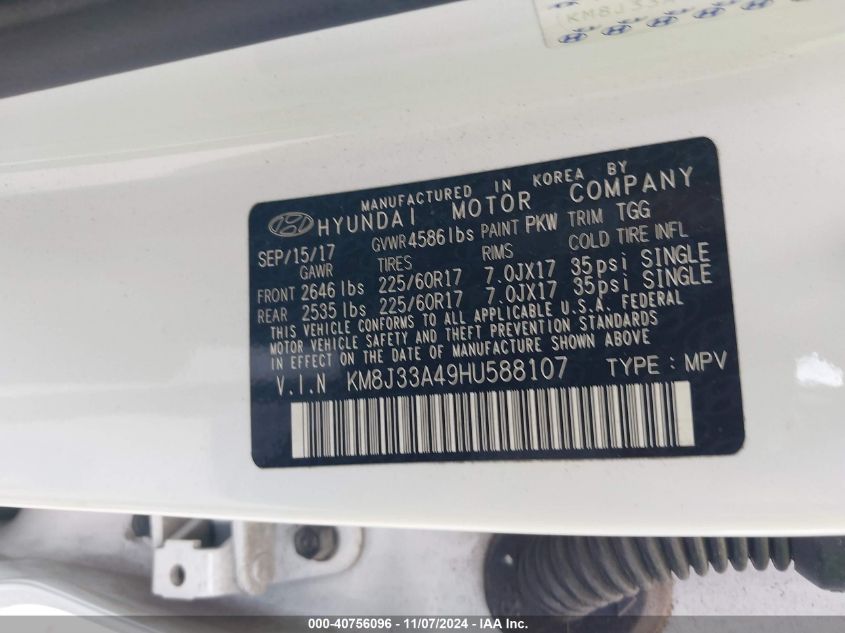 KM8J33A
MANUFACTURED IN KOREA BY
HYUNDAI MOTOR COMPANY
SEP/15/17 GVWR 4586 lbs PAINT PKW TRIM TGG
GAWR TIRES RIMS COLD TIRE INFL
FRONT 2646 lbs 225/60R17 7.0JX17 35psi SINGLE
REAR 2535 lbs 225/60R17 7.0JX17 35psi SINGLE
THIS VEHICLE CONFORMS TO ALL APPLICABLE U.S.A. FEDERAL
MOTOR VEHICLE SAFETY AND THEFT PREVENTION STANDARDS
IN EFFECT ON THE DATE OF MANUFACTURE SHOWN ABOVE
V.I.N KM8J33A49HU588107 TYPE : MPV
000-40756096 - 11/07/2024 - IAA Inc.